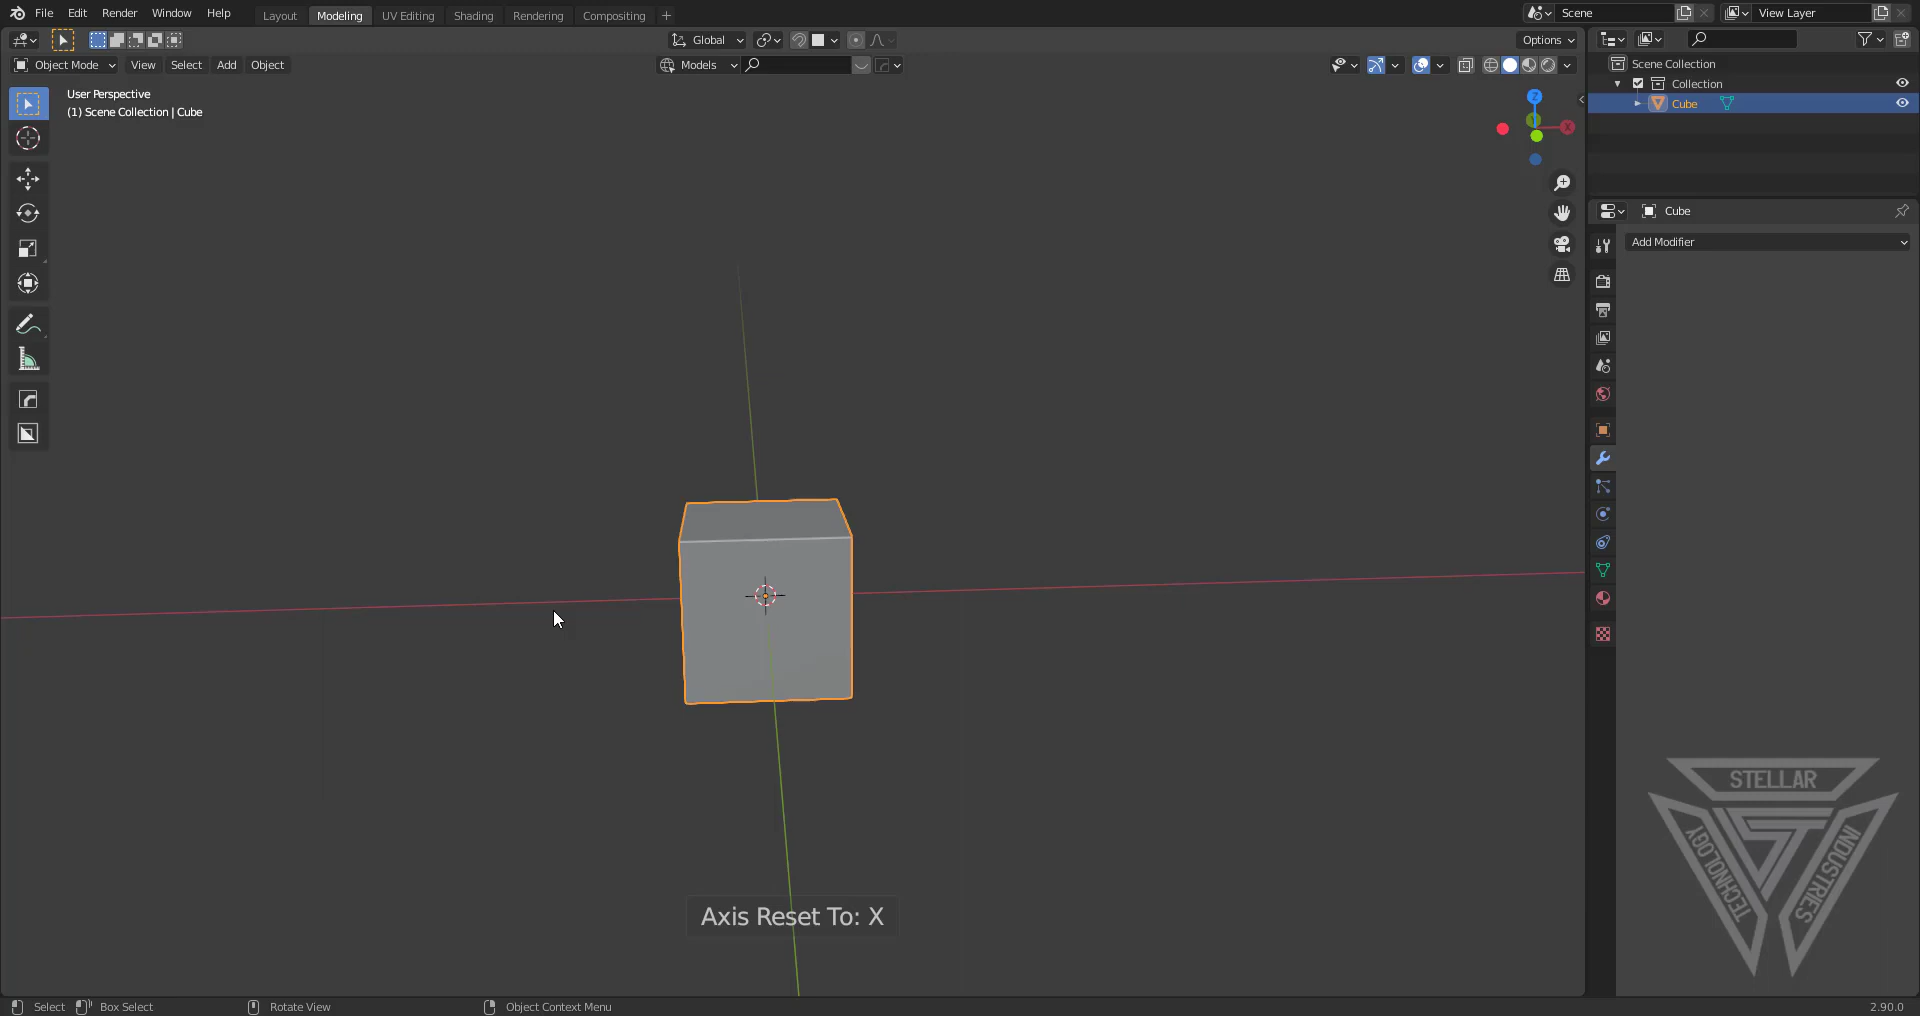 File Edit Render Window Help
Layout Modeling UV Editing Shading Rendering Compositing +
Scene
View Layer
Global
Options
Object Mode View Select Add Object
Models
User Perspective
(1) Scene Collection | Cube
Z
X
Scene Collection
Collection
Cube
Cube
Add Modifier
STELLAR
TECHNOLOGY
INDUSTRIES
Axis Reset To: X
Select Box Select Rotate View Object Context Menu
2.90.0